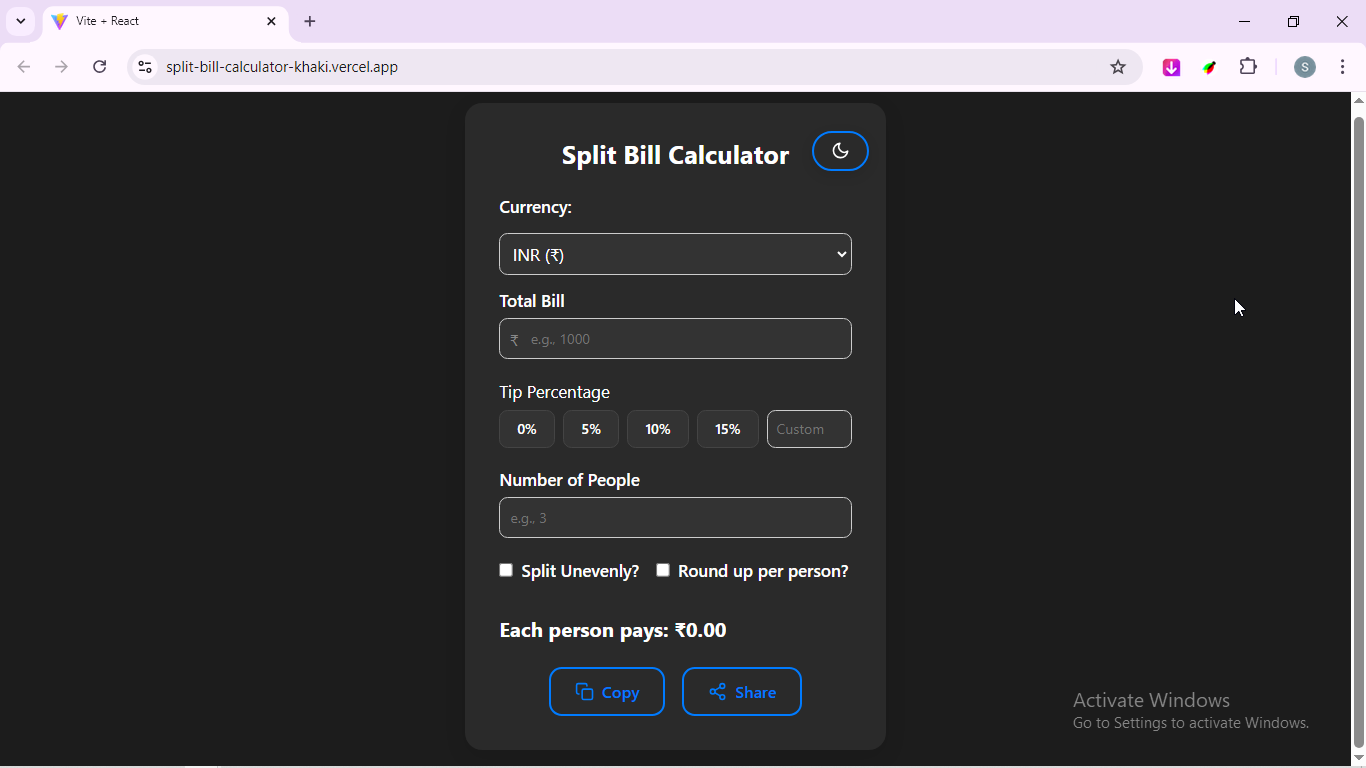 Vite + React
split-bill-calculator-khaki.vercel.app
S
Split Bill Calculator
Currency:
INR (₹)
Total Bill
₹ e.g., 1000
Tip Percentage
0% 5% 10% 15% Custom
Number of People
e.g., 3
Split Unevenly? Round up per person?
Each person pays: ₹0.00
Copy Share
Activate Windows
Go to Settings to activate Windows.